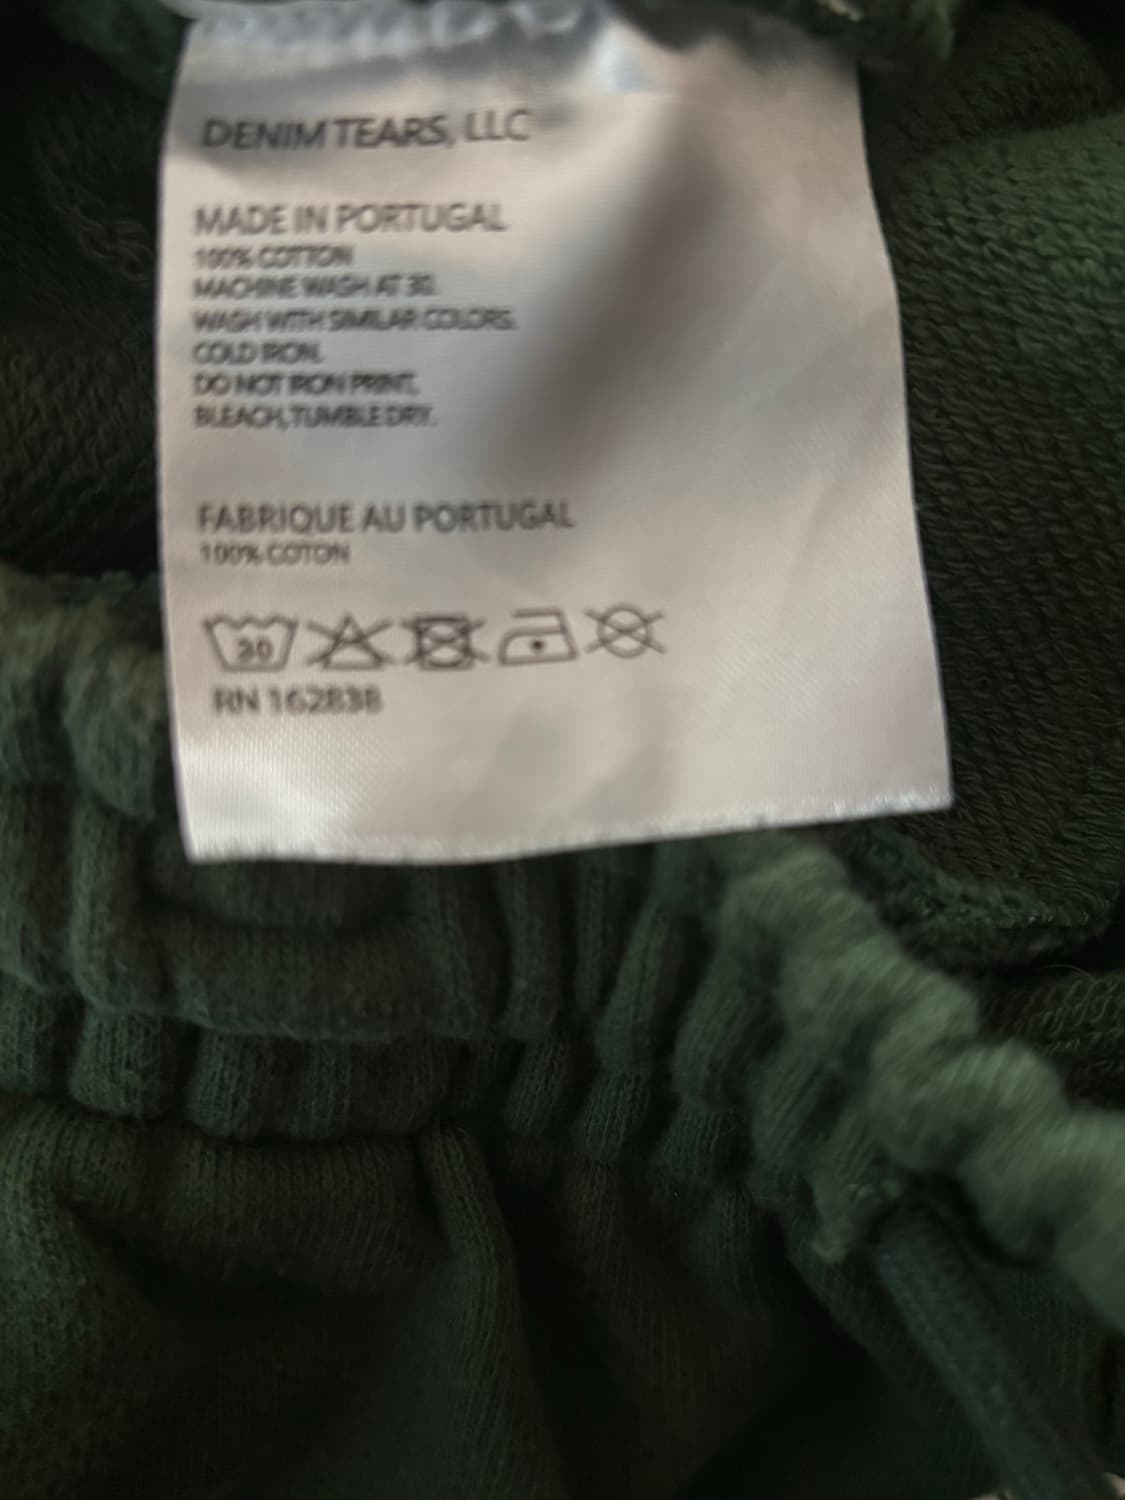 DENIM TEARS, LLC
MADE IN PORTUGAL
100% COTTON
MACHINE WASH AT 30.
WASH WITH SIMILAR COLORS.
COLD IRON.
DO NOT IRON PRINT,
BLEACH, TUMBLE DRY.
FABRIQUE AU PORTUGAL
100% COTON
30
RN 162838